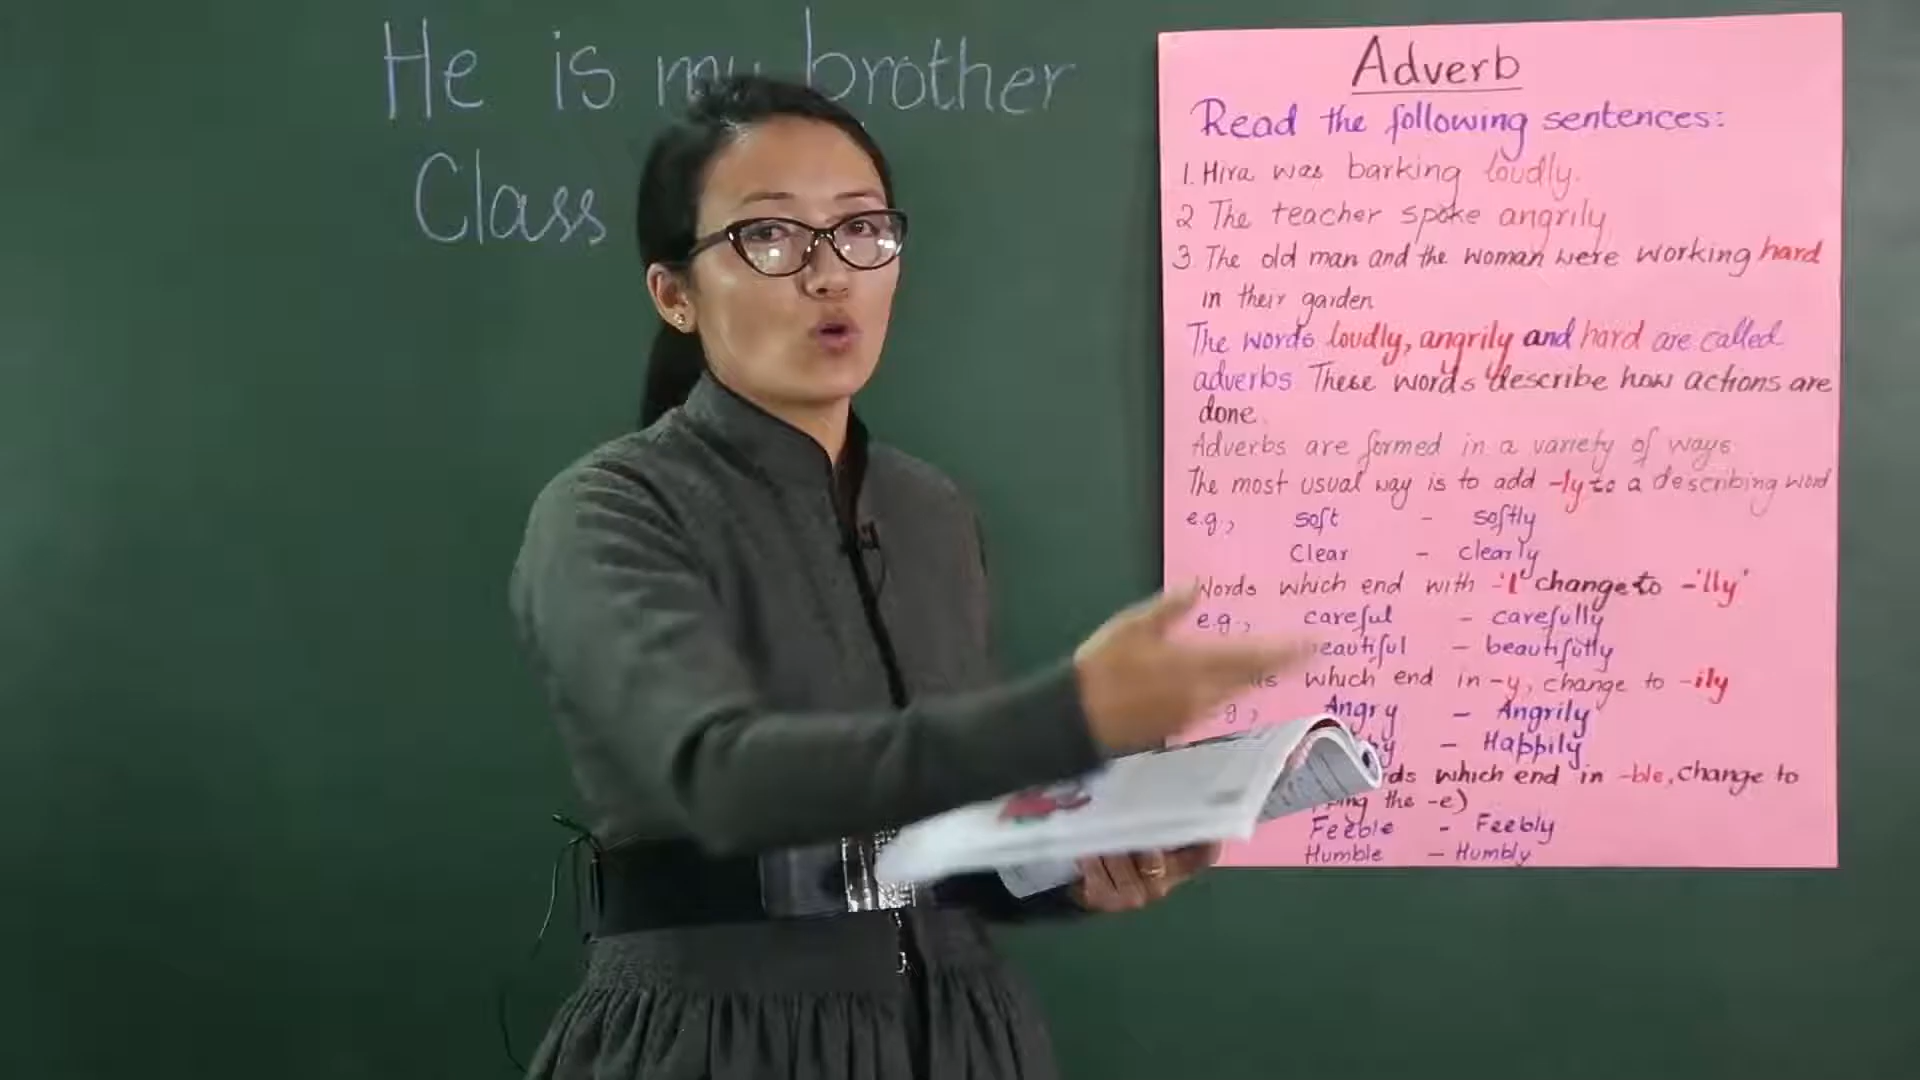 He is my brother
Class
Adverb
Read the following sentences:
1. Hira was barking loudly.
2 The teacher spoke angrily
3. The old man and the woman were working hard
in their garden
The words loudly, angrily and hard are called
adverbs These words describe how actions are
done.
Adverbs are formed in a variety of ways
The most usual way is to add -ly to a describing word
e.g., soft - softly
Clear - clearly
Words which end with -'l' change to -'lly'
e.g., careful - carefully
beautiful - beautifully
which end in -y, change to -ily
Angry - Angrily
- Happily
which end in -ble, change to
the -e)
Feeble - Feebly
Humble - Humbly